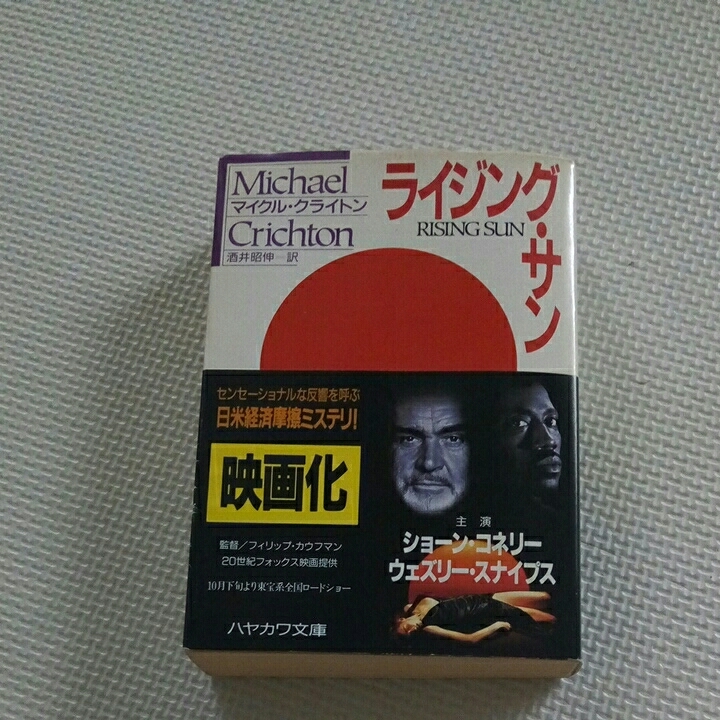 Michael
マイクル・クライトン
Crichton
酒井昭伸=訳
ライジング・サン
RISING SUN
センセーショナルな反響を呼ぶ
日米経済摩擦ミステリ!
映画化
監督/フィリップ・カウフマン
20世紀フォックス映画提供
10月下旬より東宝系全国ロードショー
ハヤカワ文庫
主演
ショーン・コネリー
ウェズリー・スナイプス